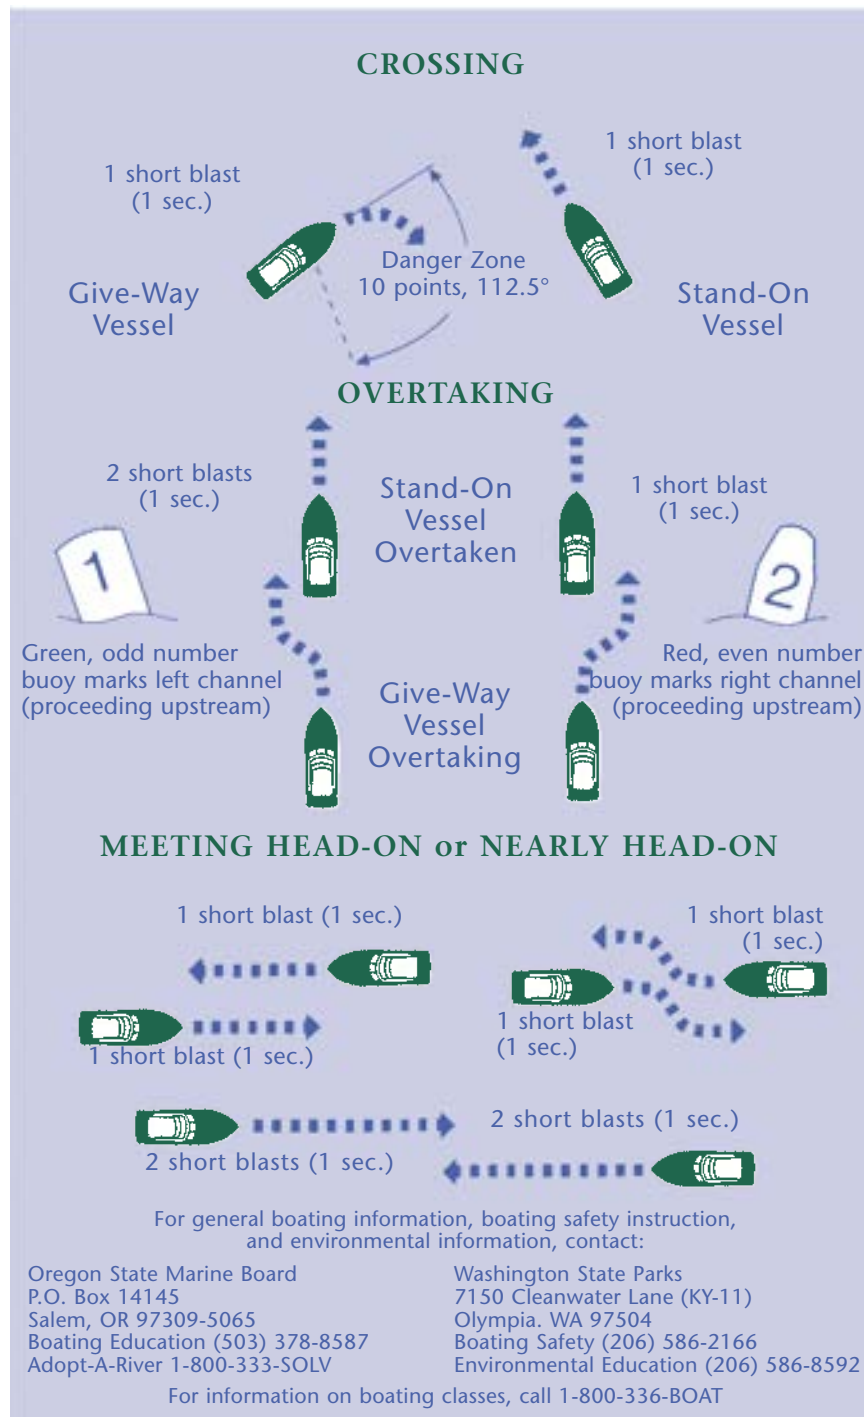 CROSSING
1 short blast
(1 sec.)
1 short blast
(1 sec.)
Danger Zone
10 points, 112.5°
Give-Way
Vessel
Stand-On
Vessel
OVERTAKING
2 short blasts
(1 sec.)
Stand-On
Vessel
Overtaken
1 short blast
(1 sec.)
1
2
Green, odd number
buoy marks left channel
(proceeding upstream)
Red, even number
buoy marks right channel
(proceeding upstream)
Give-Way
Vessel
Overtaking
MEETING HEAD-ON or NEARLY HEAD-ON
1 short blast (1 sec.)
1 short blast (1 sec.)
1 short blast
(1 sec.)
1 short blast
(1 sec.)
2 short blasts (1 sec.)
2 short blasts (1 sec.)
For general boating information, boating safety instruction,
and environmental information, contact:
Oregon State Marine Board
P.O. Box 14145
Salem, OR 97309-5065
Boating Education (503) 378-8587
Adopt-A-River 1-800-333-SOLV
Washington State Parks
7150 Cleanwater Lane (KY-11)
Olympia. WA 97504
Boating Safety (206) 586-2166
Environmental Education (206) 586-8592
For information on boating classes, call 1-800-336-BOAT